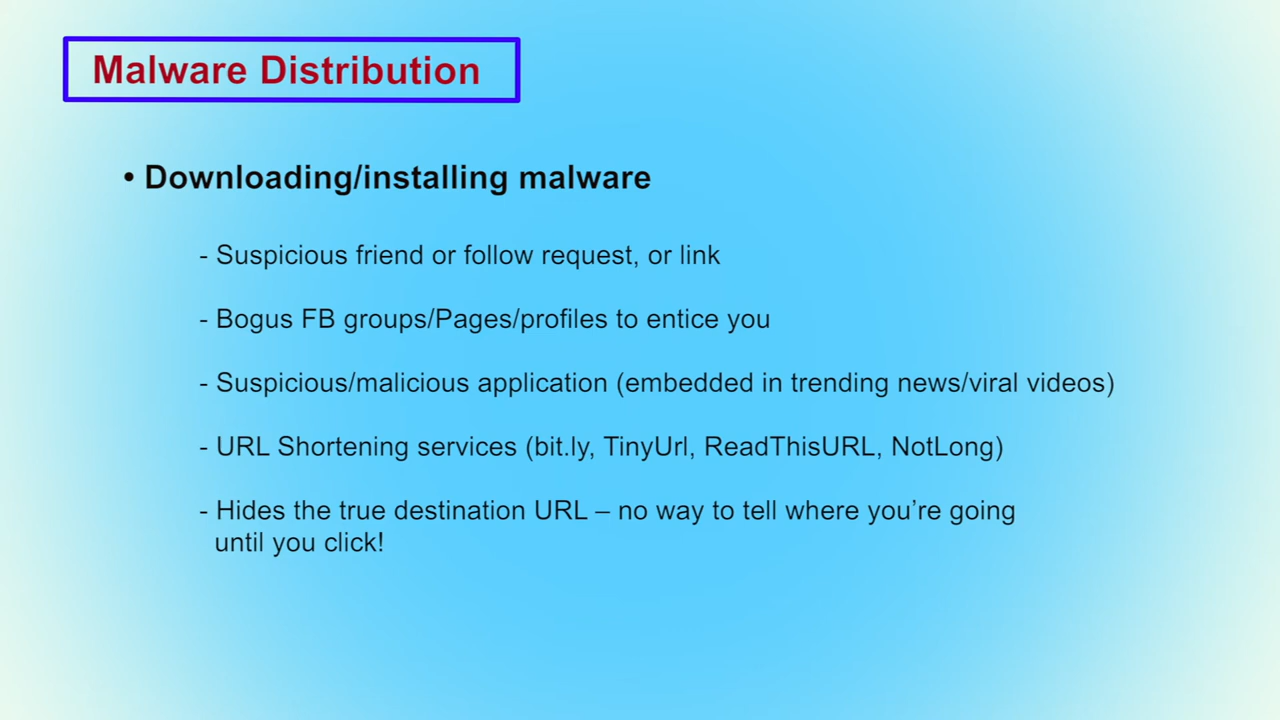 Malware Distribution
• Downloading/installing malware
- Suspicious friend or follow request, or link
- Bogus FB groups/Pages/profiles to entice you
- Suspicious/malicious application (embedded in trending news/viral videos)
- URL Shortening services (bit.ly, TinyUrl, ReadThisURL, NotLong)
- Hides the true destination URL – no way to tell where you’re going
until you click!